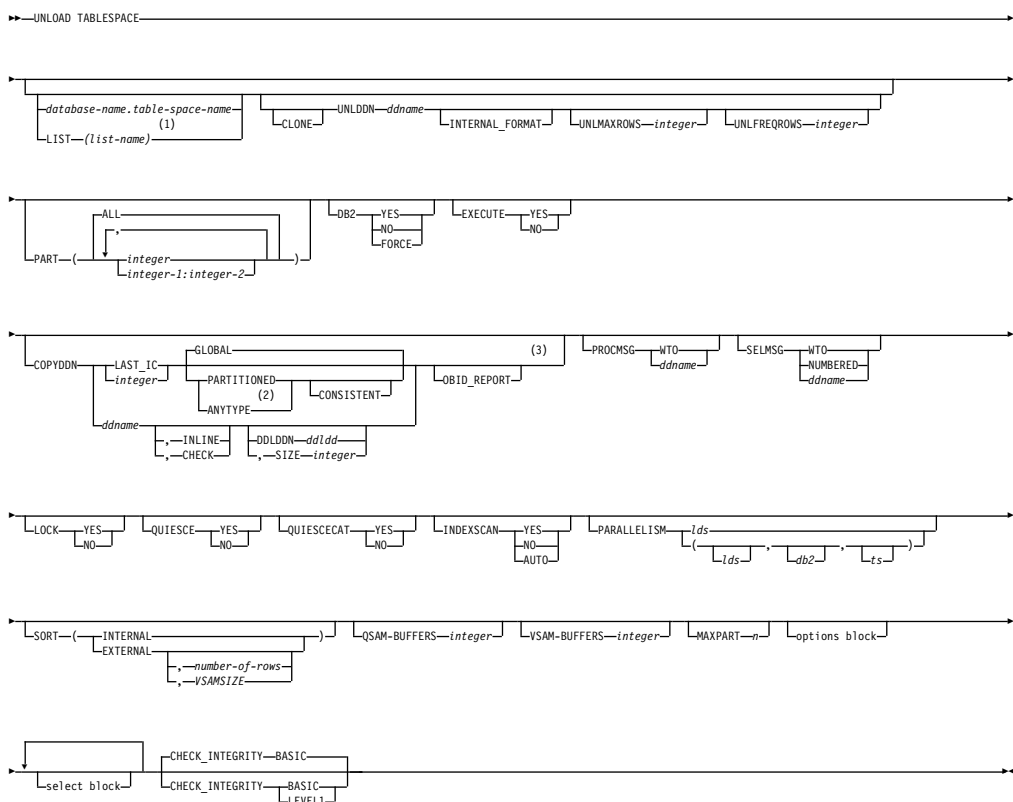 UNLOAD TABLESPACE
database-name.table-space-name
(1)
LIST (list-name)
CLONE
UNLDDN ddname
INTERNAL_FORMAT
UNLMAXROWS integer
UNLFREQROWS integer
PART (
ALL
,
integer
integer-1:integer-2
)
DB2
YES
NO
FORCE
EXECUTE
YES
NO
COPYDDN
LAST_IC
integer
GLOBAL
PARTITIONED
(2)
ANYTYPE
CONSISTENT
ddname
, INLINE
, CHECK
DDLDDN ddldd
, SIZE integer
(3)
OBID_REPORT
PROCMSG
WTO
ddname
SELMSG
WTO
NUMBERED
ddname
LOCK
YES
NO
QUIESCE
YES
NO
QUIESCECAT
YES
NO
INDEXSCAN
YES
NO
AUTO
PARALLELISM
lds
( lds , db2 , ts )
SORT (
INTERNAL
EXTERNAL
, number-of-rows
, VSAMSIZE
)
QSAM-BUFFERS integer
VSAM-BUFFERS integer
MAXPART n
options block
select block
CHECK_INTEGRITY BASIC
CHECK_INTEGRITY
BASIC
LEVEL1